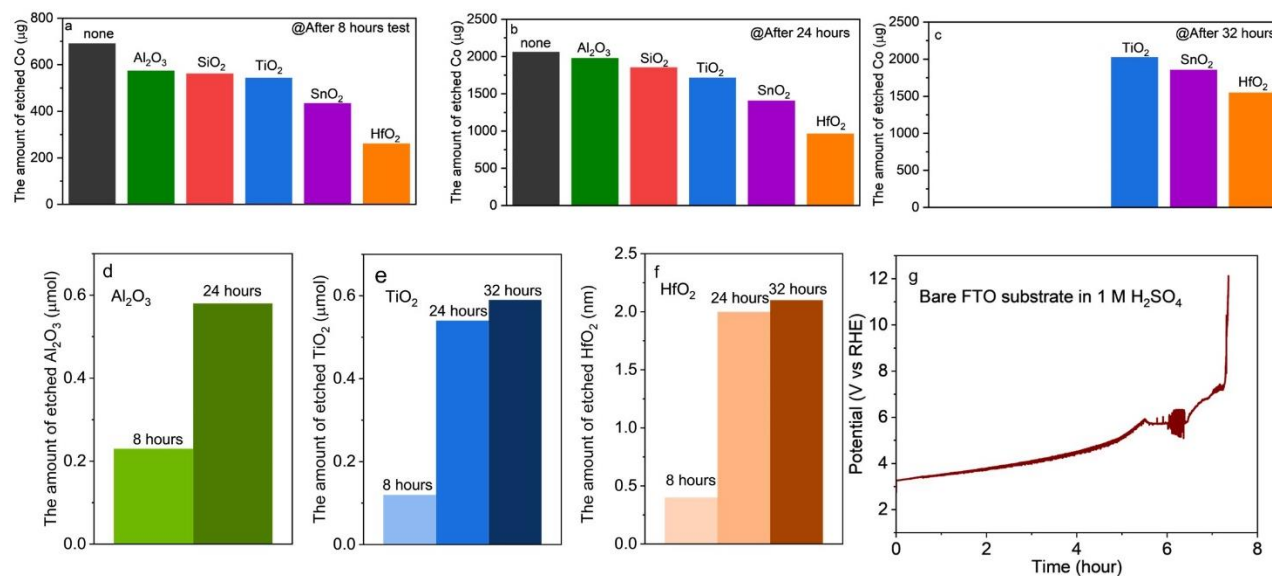 a
@After 8 hours test
none
Al₂O₃
SiO₂
TiO₂
SnO₂
HfO₂
The amount of etched Co (μg)
800
600
400
200
0
b
@After 24 hours
none
Al₂O₃
SiO₂
TiO₂
SnO₂
HfO₂
The amount of etched Co (μg)
2500
2000
1500
1000
500
0
c
@After 32 hours
TiO₂
SnO₂
HfO₂
The amount of etched Co (μg)
2500
2000
1500
1000
500
0
d
Al₂O₃
24 hours
8 hours
The amount of etched Al₂O₃ (μmol)
0.6
0.4
0.2
0.0
e
TiO₂
32 hours
24 hours
8 hours
The amount of etched TiO₂ (μmol)
0.6
0.4
0.2
0.0
f
HfO₂
32 hours
24 hours
8 hours
The amount of etched HfO₂ (nm)
2.5
2.0
1.5
1.0
0.5
0.0
g
Bare FTO substrate in 1 M H₂SO₄
Potential (V vs RHE)
12
10
8
6
4
2
0
2
4
6
8
Time (hour)